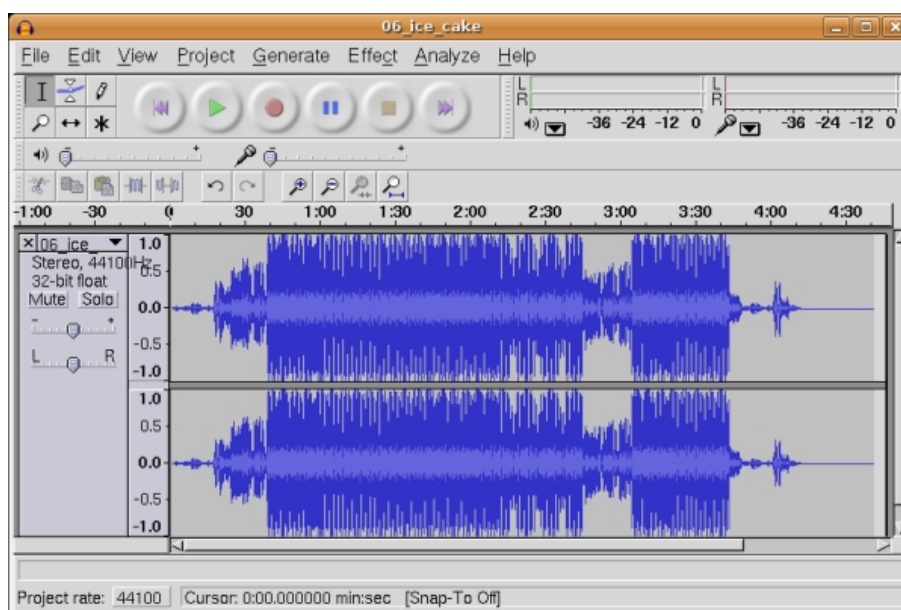 06_ice_cake
File Edit View Project Generate Effect Analyze Help
L
R
-36 -24 -12 0
L
R
-36 -24 -12 0
- +
- +
-1:00 -30 0 30 1:00 1:30 2:00 2:30 3:00 3:30 4:00 4:30
06_ice_
Stereo, 44100Hz
32-bit float
Mute Solo
- +
L R
1.0
0.5
0.0
-0.5
-1.0
1.0
0.5
0.0
-0.5
-1.0
Project rate: 44100 Cursor: 0:00.000000 min:sec [Snap-To Off]